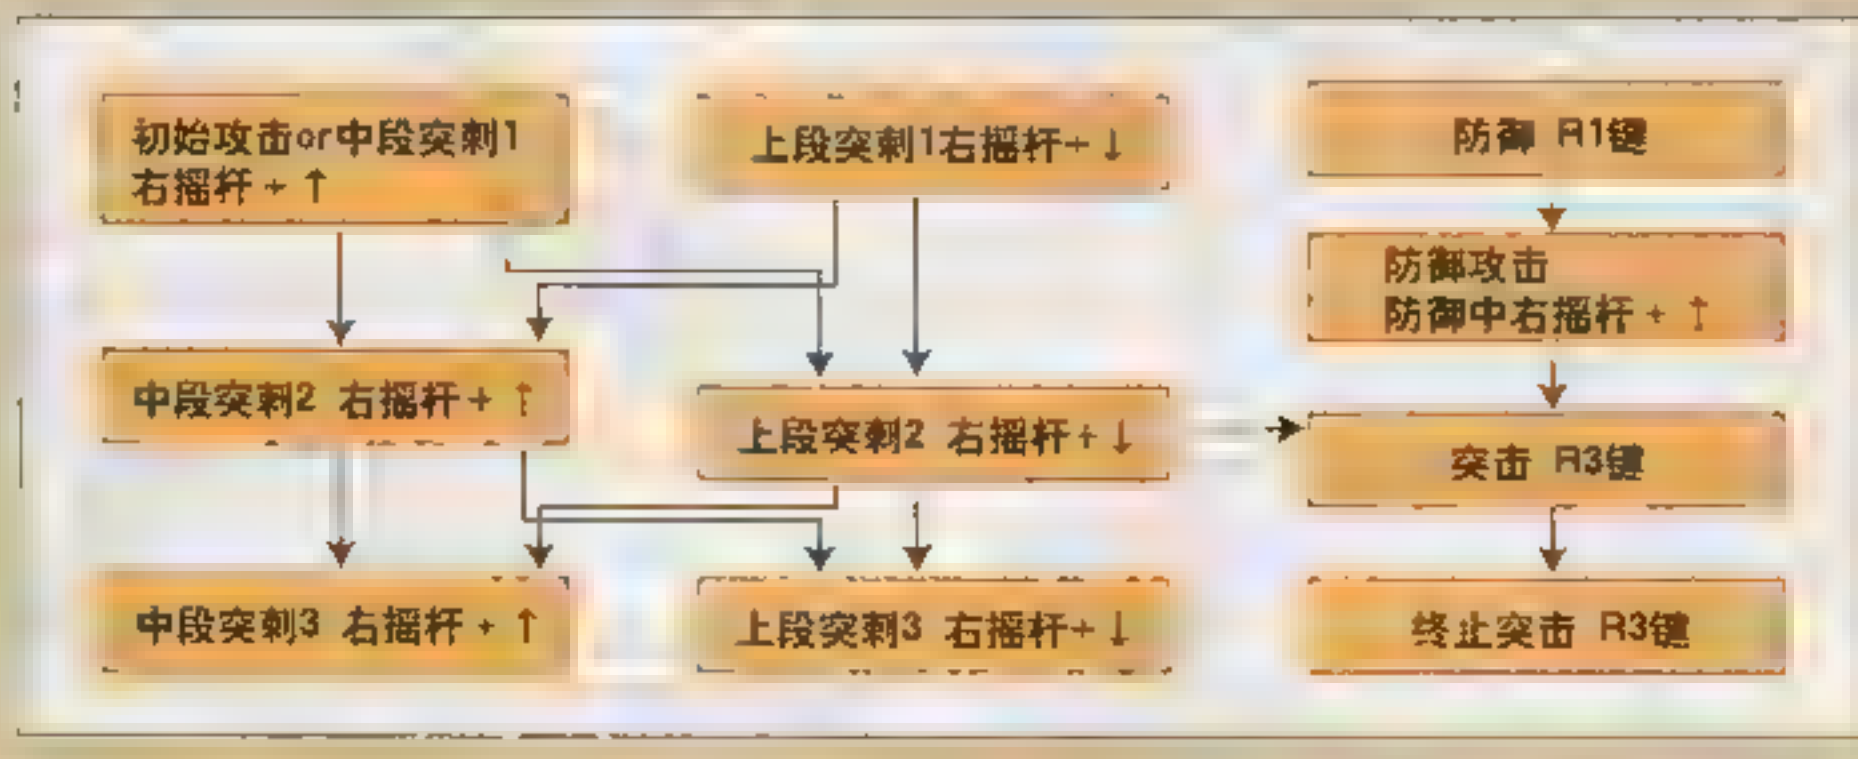 初始攻击or中段突刺1
右摇杆+↑
上段突刺1右摇杆+↓
防御 R1键
防御攻击
防御中右摇杆+↑
中段突刺2 右摇杆+↑
上段突刺2 右摇杆+↓
突击 R3键
中段突刺3 右摇杆+↑
上段突刺3 右摇杆+↓
终止突击 R3键